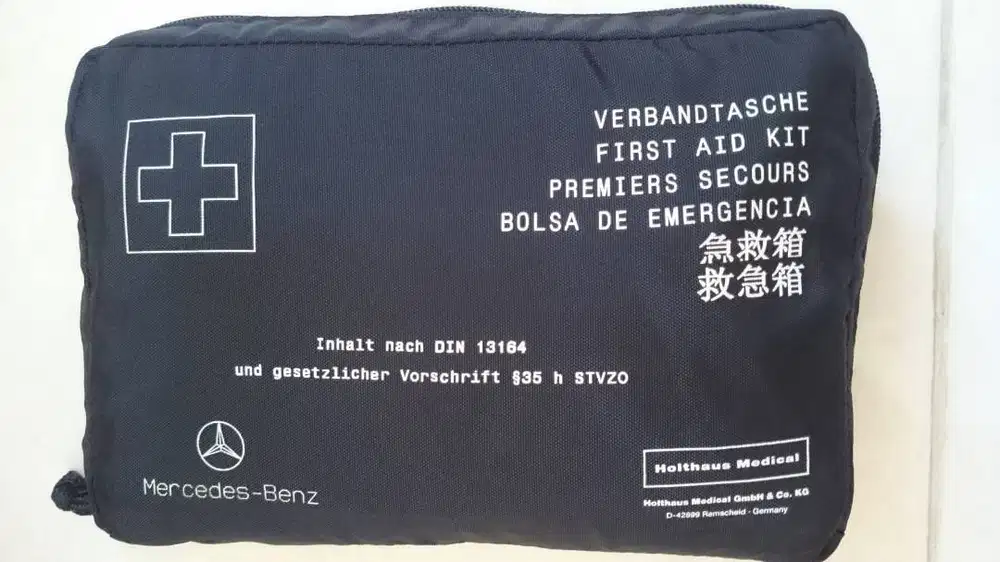 VERBANDTASCHE
FIRST AID KIT
PREMIERS SECOURS
BOLSA DE EMERGENCIA
急救箱
救急箱
Inhalt nach DIN 13164
und gesetzlicher Vorschrift §35 h STVZO
Mercedes-Benz
Holthaus Medical
Holthaus Medical GmbH & Co. KG
D-42899 Remscheid - Germany